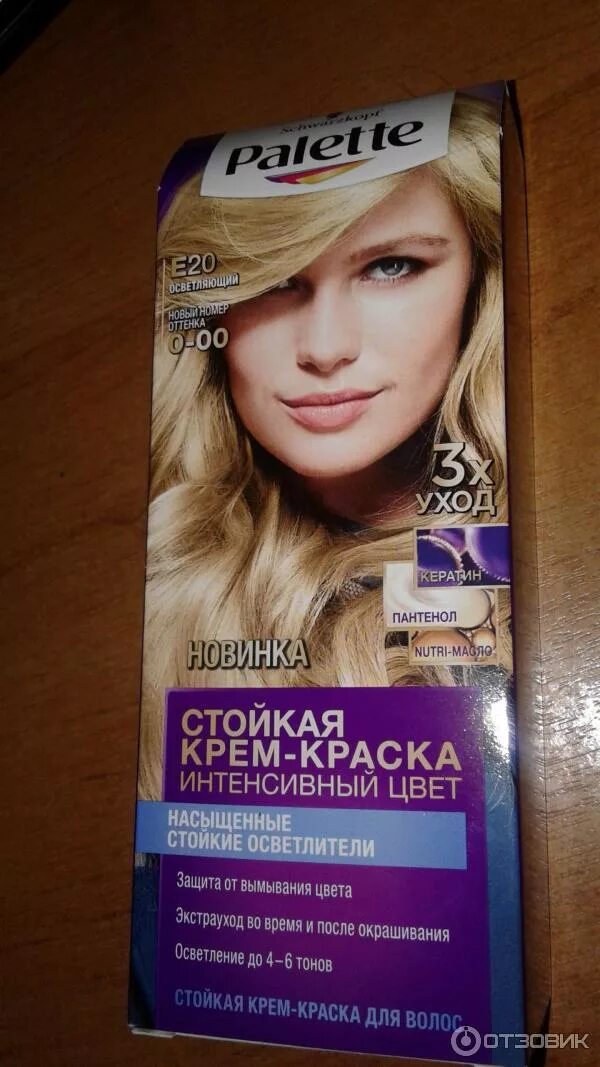 Schwarzkopf
Palette
E20
ОСВЕТЛЯЮЩИЙ
НОВЫЙ НОМЕР
ОТТЕНКА
0-00
3x
УХОД
КЕРАТИН
ПАНТЕНОЛ
NUTRI-МАСЛО
НОВИНКА
СТОЙКАЯ
КРЕМ-КРАСКА
ИНТЕНСИВНЫЙ ЦВЕТ
НАСЫЩЕННЫЕ
СТОЙКИЕ ОСВЕТЛИТЕЛИ
Защита от вымывания цвета
Экстрауход во время и после окрашивания
Осветление до 4–6 тонов
СТОЙКАЯ КРЕМ-КРАСКА ДЛЯ ВОЛОС
ОТЗОВИК